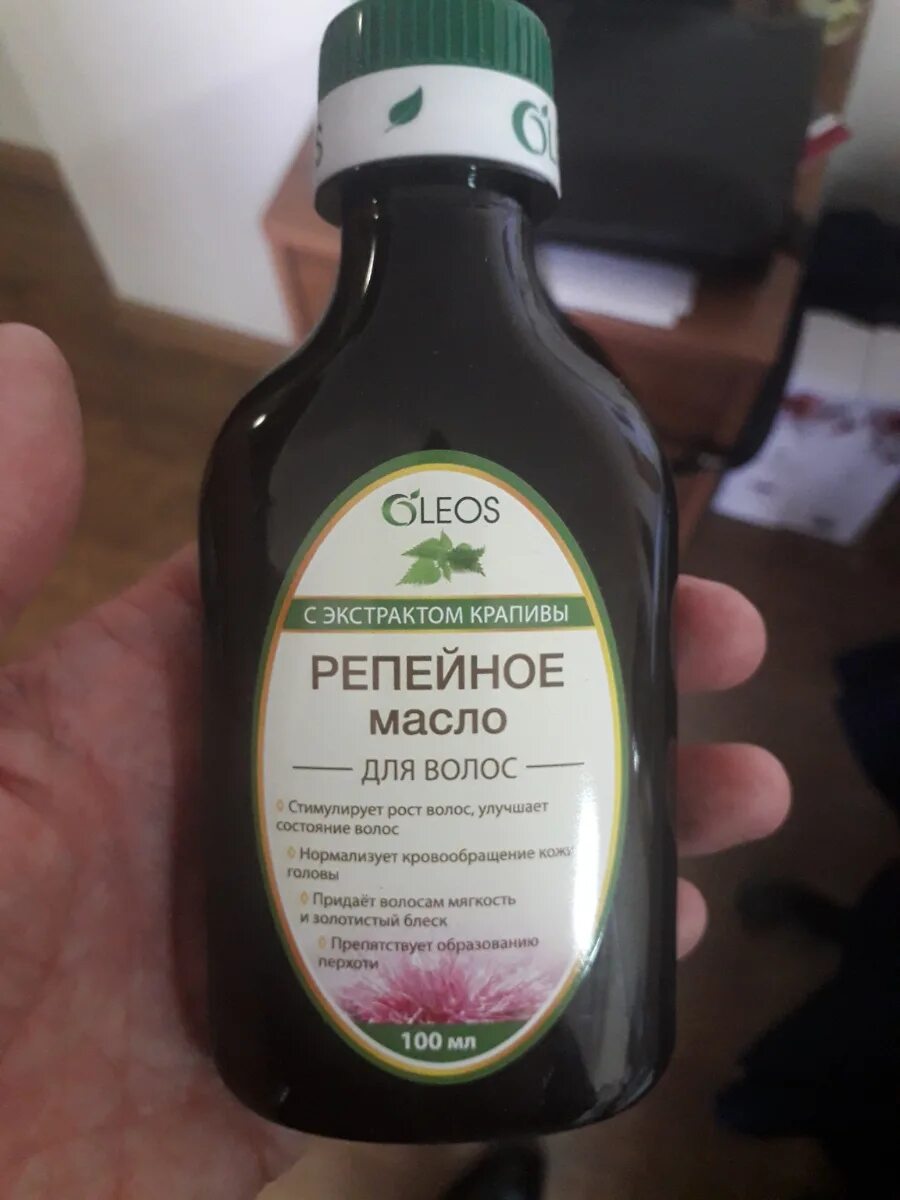 OLEOS
С ЭКСТРАКТОМ КРАПИВЫ
РЕПЕЙНОЕ
масло
ДЛЯ ВОЛОС
Стимулирует рост волос, улучшает
состояние волос
Нормализует кровообращение кожи
головы
Придаёт волосам мягкость
и золотистый блеск
Препятствует образованию
перхоти
100 мл